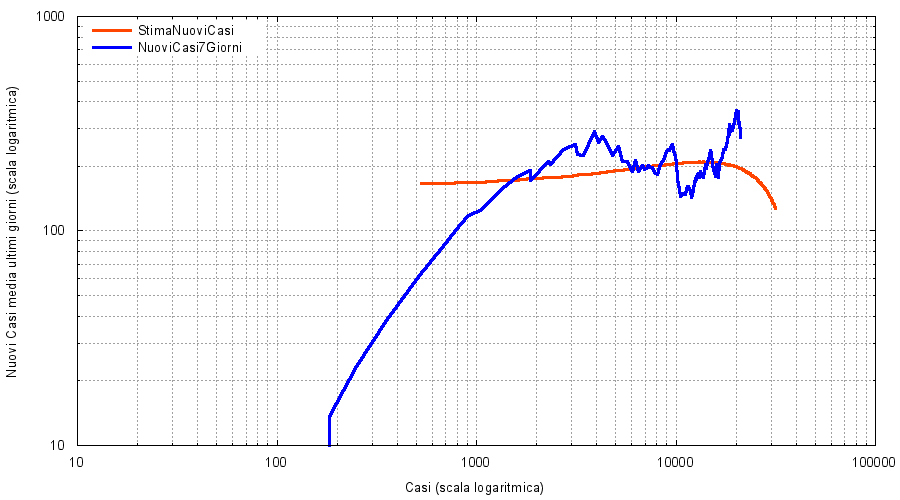 1000
StimaNuoviCasi
NuoviCasi7Giorni
Nuovi Casi media ultimi giorni (scala logaritmica)
100
10
10 100 1000 10000 100000
Casi (scala logaritmica)